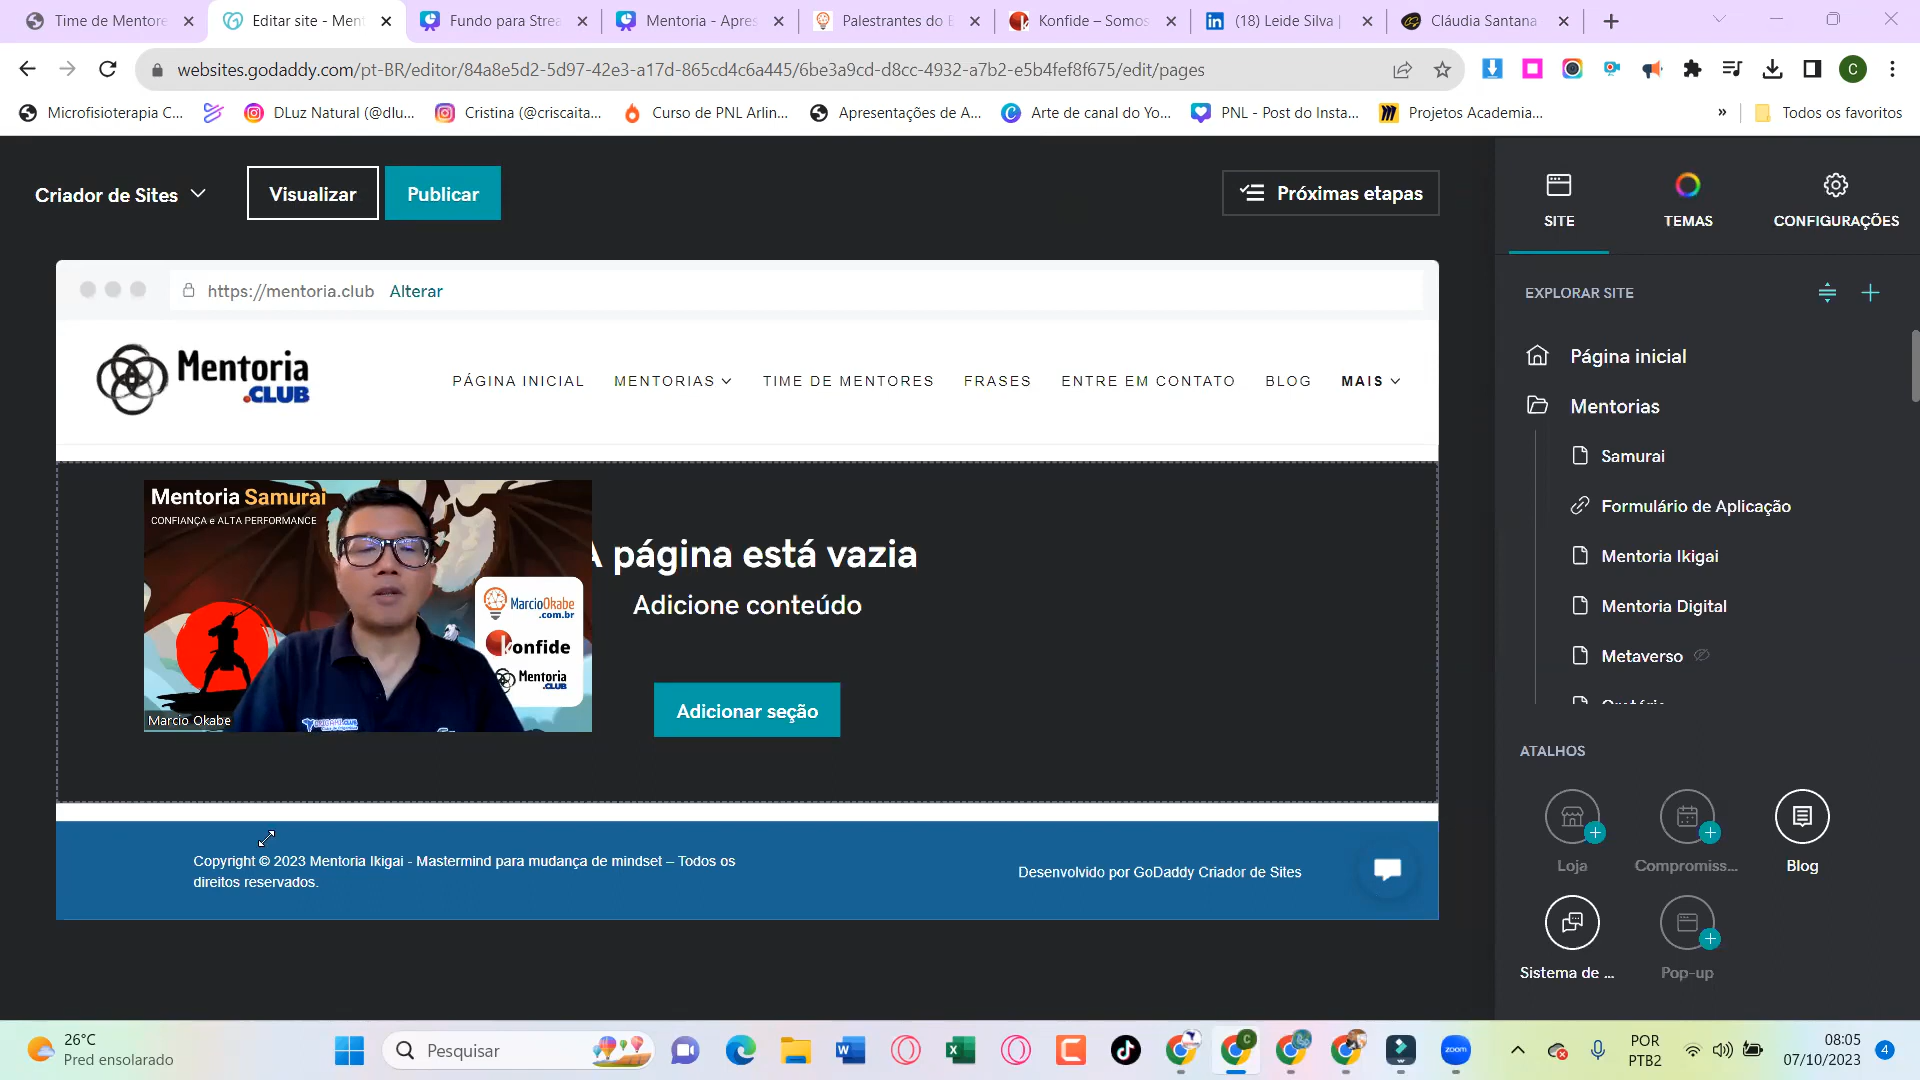 Time de Mentore
Editar site - Ment
Fundo para Strea
Mentoria - Apres
Palestrantes do E
Konfide – Somos
(18) Leide Silva |
Cláudia Santana
websites.godaddy.com/pt-BR/editor/84a8e5d2-5d97-42e3-a17d-865cd4c6a445/6be3a9cd-d8cc-4932-a7b2-e5b4fef8f675/edit/pages
C
Microfisioterapia C...
DLuz Natural (@dlu...
Cristina (@criscaita...
Curso de PNL Arlin...
Apresentações de A...
Arte de canal do Yo...
PNL - Post do Insta...
Projetos Academia...
»
Todos os favoritos
Criador de Sites
Visualizar
Publicar
Próximas etapas
SITE
TEMAS
CONFIGURAÇÕES
https://mentoria.club Alterar
EXPLORAR SITE
Mentoria
.CLUB
PÁGINA INICIAL
MENTORIAS
TIME DE MENTORES
FRASES
ENTRE EM CONTATO
BLOG
MAIS
Página inicial
Mentorias
Samurai
Formulário de Aplicação
Mentoria Ikigai
Mentoria Digital
Metaverso
Mentoria Samurai
CONFIANÇA e ALTA PERFORMANCE
MarcioOkabe
.com.br
konfide
Mentoria
.CLUB
Marcio Okabe
A página está vazia
Adicione conteúdo
Adicionar seção
ATALHOS
Loja
Compromiss...
Blog
Sistema de ...
Pop-up
Copyright © 2023 Mentoria Ikigai - Mastermind para mudança de mindset – Todos os
direitos reservados.
Desenvolvido por GoDaddy Criador de Sites
26°C
Pred ensolarado
Pesquisar
zoom
POR
PTB2
08:05
07/10/2023
4